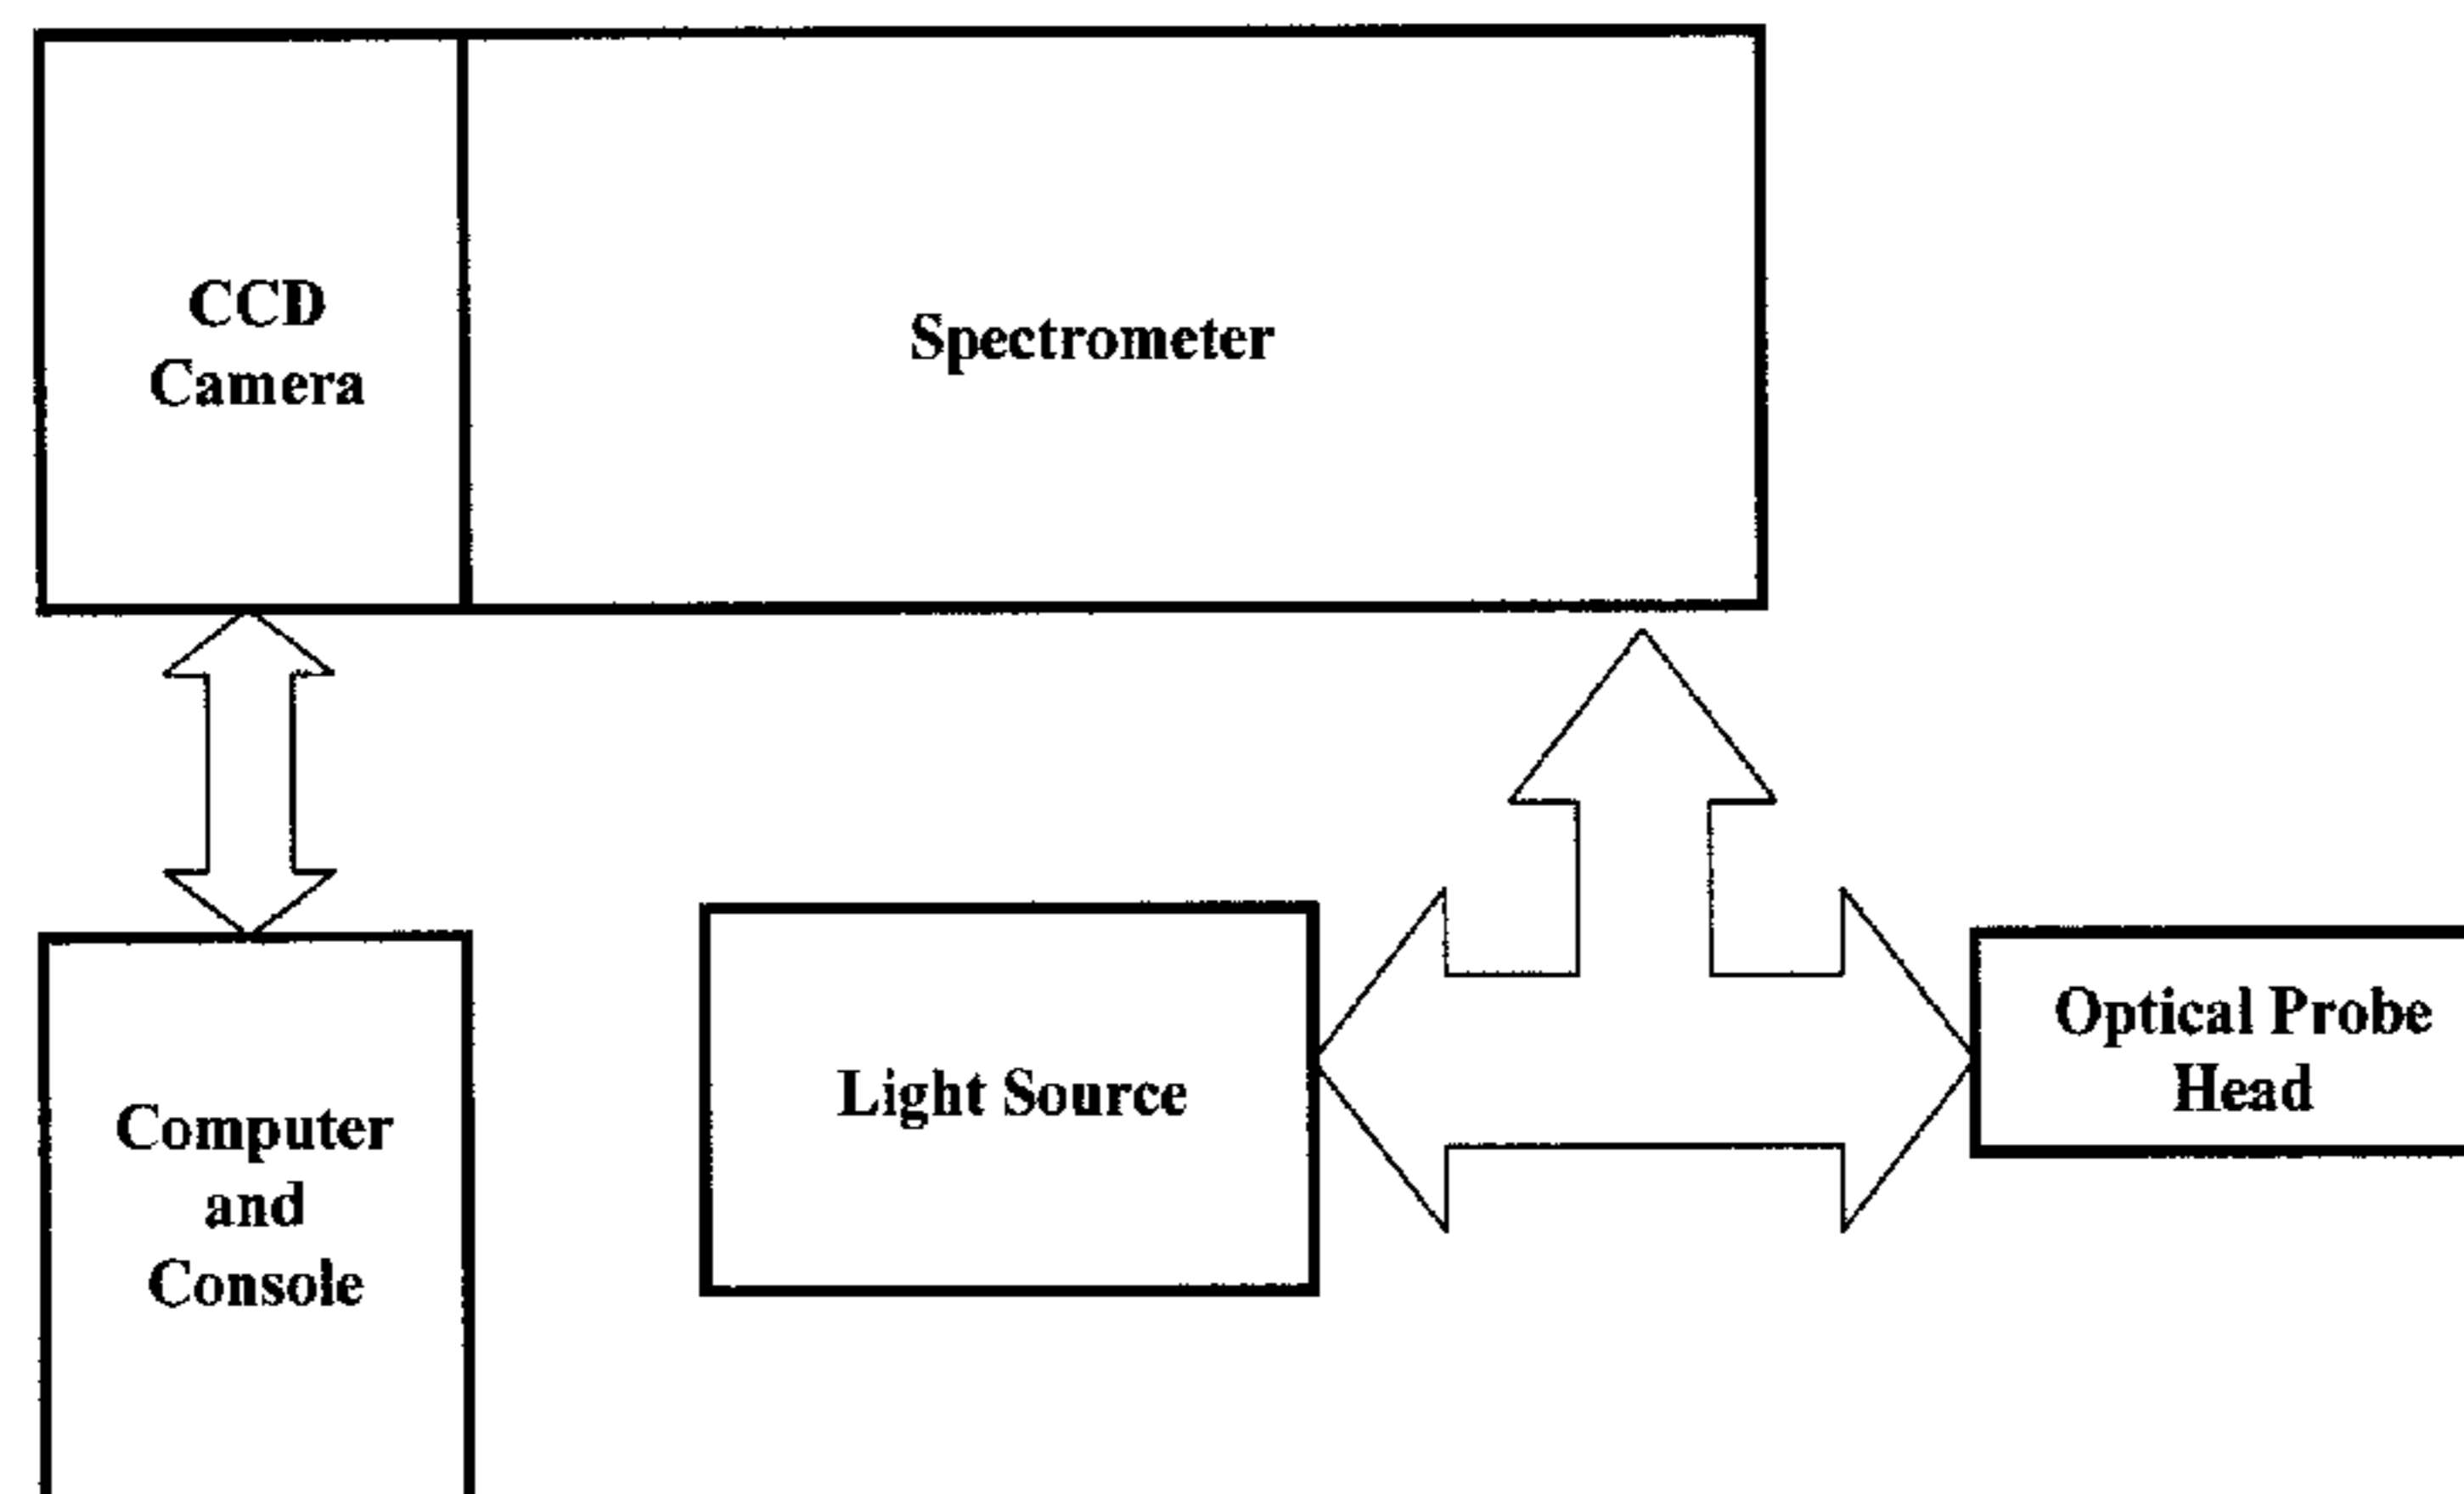 CCD
Camera
Spectrometer
Light Source
Optical Probe
Head
Computer
and
Console